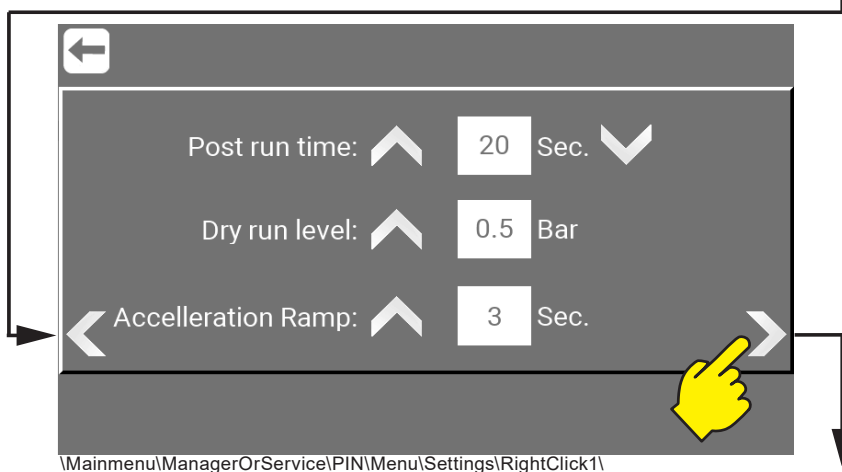 Post run time: 20 Sec.
Dry run level: 0.5 Bar
Accelleration Ramp: 3 Sec.
\Mainmenu\ManagerOrService\PIN\Menu\Settings\RightClick1\